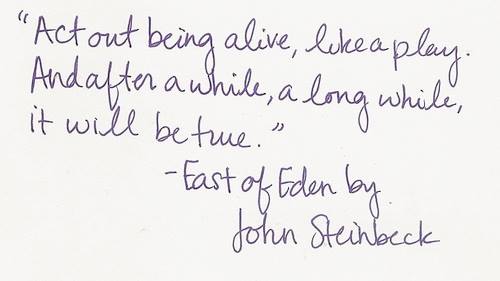 "Act out being alive, like a play.
And after a while, a long while,
it will be true."
-East of Eden by
John Steinbeck